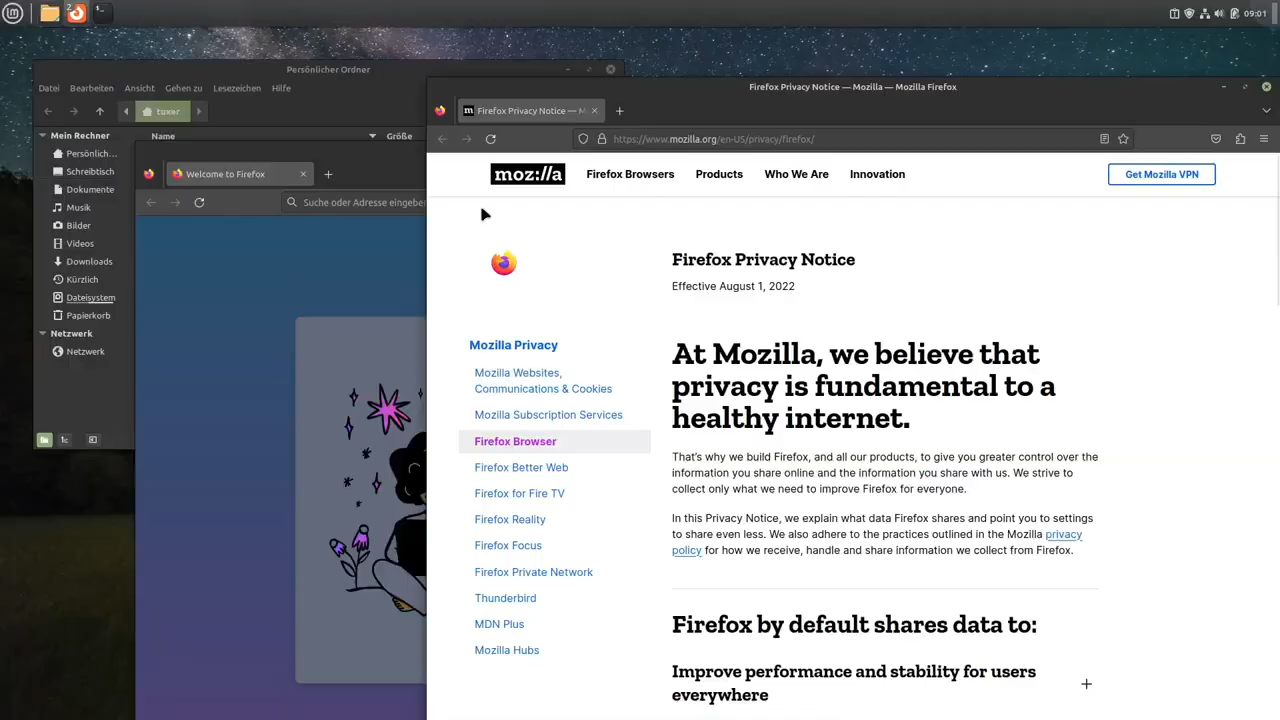 2
09:01
Persönlicher Ordner
Datei Bearbeiten Ansicht Gehen zu Lesezeichen Hilfe
tuxer
Mein Rechner
Name
Größe
Persönlich...
Schreibtisch
Dokumente
Musik
Bilder
Videos
Downloads
Kürzlich
Dateisystem
Papierkorb
Netzwerk
Netzwerk
Welcome to Firefox
Suche oder Adresse eingeben
Firefox Privacy Notice — Mozilla — Mozilla Firefox
Firefox Privacy Notice — M
https://www.mozilla.org/en-US/privacy/firefox/
moz://a
Firefox Browsers
Products
Who We Are
Innovation
Get Mozilla VPN
Firefox Privacy Notice
Effective August 1, 2022
Mozilla Privacy
Mozilla Websites,
Communications & Cookies
Mozilla Subscription Services
Firefox Browser
Firefox Better Web
Firefox for Fire TV
Firefox Reality
Firefox Focus
Firefox Private Network
Thunderbird
MDN Plus
Mozilla Hubs
At Mozilla, we believe that
privacy is fundamental to a
healthy internet.
That’s why we build Firefox, and all our products, to give you greater control over the
information you share online and the information you share with us. We strive to
collect only what we need to improve Firefox for everyone.
In this Privacy Notice, we explain what data Firefox shares and point you to settings
to share even less. We also adhere to the practices outlined in the Mozilla privacy
policy for how we receive, handle and share information we collect from Firefox.
Firefox by default shares data to:
Improve performance and stability for users
everywhere